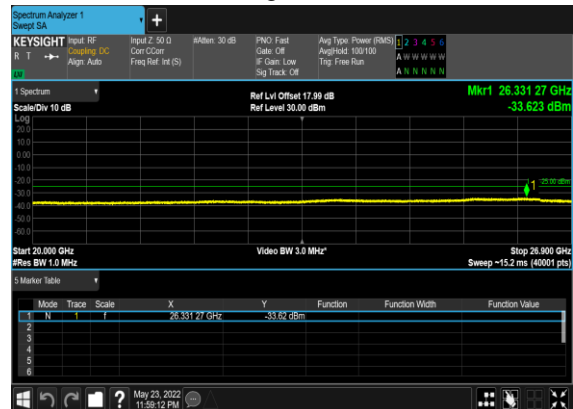 Spectrum Analyzer 1
Swept SA
+
KEYSIGHT Input: RF Input Z: 50 Ω #Atten: 30 dB PNO: Fast Avg Type: Power (RMS) 1 2 3 4 5 6
R T Coupling: DC Corr CCorr Gate: Off Avg|Hold: 100/100 A W W W W W
Align: Auto Freq Ref: Int (S) IF Gain: Low Trig: Free Run
LXI Sig Track: Off A N N N N N
1 Spectrum Ref Lvl Offset 17.99 dB Mkr1 26.331 27 GHz
Scale/Div 10 dB Ref Level 30.00 dBm -33.623 dBm
Log
20.0
10.0
0.00
-10.0
-20.0
-25.00 dBm
1
-30.0
-40.0
-50.0
-60.0
Start 20.000 GHz Video BW 3.0 MHz* Stop 26.900 GHz
#Res BW 1.0 MHz Sweep ~15.2 ms (40001 pts)
5 Marker Table
Mode Trace Scale X Y Function Function Width Function Value
1 N 1 f 26.331 27 GHz -33.62 dBm
2
3
4
5
6
? May 23, 2022
11:59:12 PM